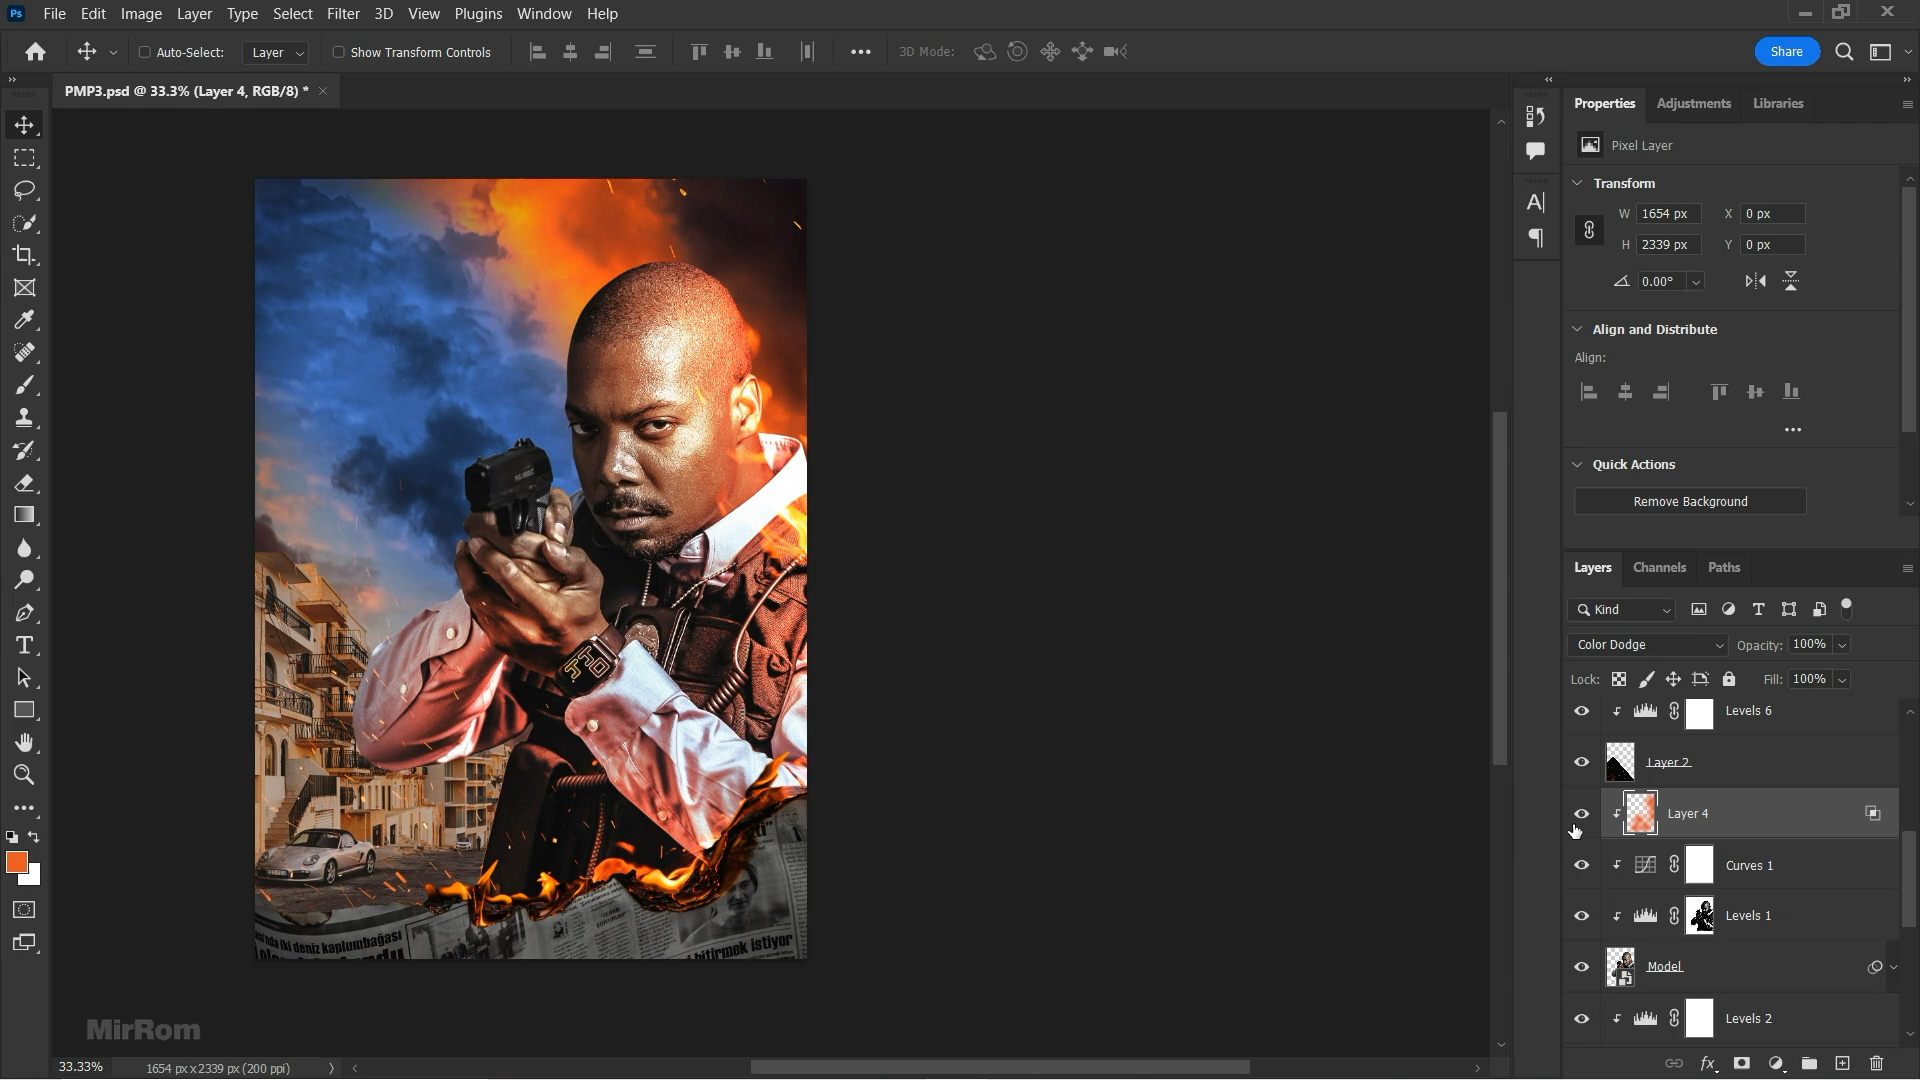 Ps File Edit Image Layer Type Select Filter 3D View Plugins Window Help
Auto-Select: Layer Show Transform Controls 3D Mode: Share
PMP3.psd @ 33.3% (Layer 4, RGB/8) *
Properties Adjustments Libraries
Pixel Layer
Transform
W 1654 px X 0 px
H 2339 px Y 0 px
0.00°
Align and Distribute
Align:
Quick Actions
Remove Background
Layers Channels Paths
Kind
Color Dodge Opacity: 100%
Lock: Fill: 100%
Levels 6
Layer 2
Layer 4
Curves 1
Levels 1
Model
Levels 2
deniz kaplumbağası
bitirmek istiyor
MirRom
33.33% 1654 px x 2339 px (200 ppi)